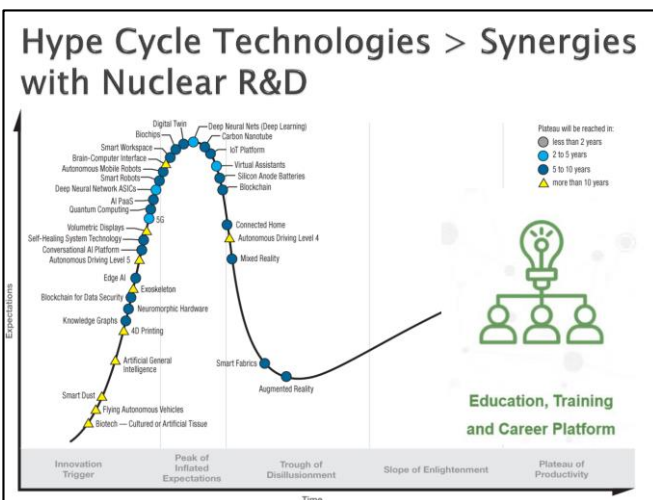 Hype Cycle Technologies > Synergies
with Nuclear R&D
Digital Twin
Biochips
Smart Workspace
Brain-Computer Interface
Autonomous Mobile Robots
Smart Robots
Deep Neural Network ASICs
AI PaaS
Quantum Computing
5G
Volumetric Displays
Self-Healing System Technology
Conversational AI Platform
Autonomous Driving Level 5
Edge AI
Exoskeleton
Blockchain for Data Security
Neuromorphic Hardware
Knowledge Graphs
4D Printing
Artificial General
Intelligence
Smart Dust
Flying Autonomous Vehicles
Biotech — Cultured or Artificial Tissue
Deep Neural Nets (Deep Learning)
Carbon Nanotube
IoT Platform
Virtual Assistants
Silicon Anode Batteries
Blockchain
Connected Home
Autonomous Driving Level 4
Mixed Reality
Smart Fabrics
Augmented Reality
Plateau will be reached in:
less than 2 years
2 to 5 years
5 to 10 years
more than 10 years
Education, Training
and Career Platform
Expectations
Innovation
Trigger
Peak of
Inflated
Expectations
Trough of
Disillusionment
Slope of Enlightenment
Plateau of
Productivity
Time